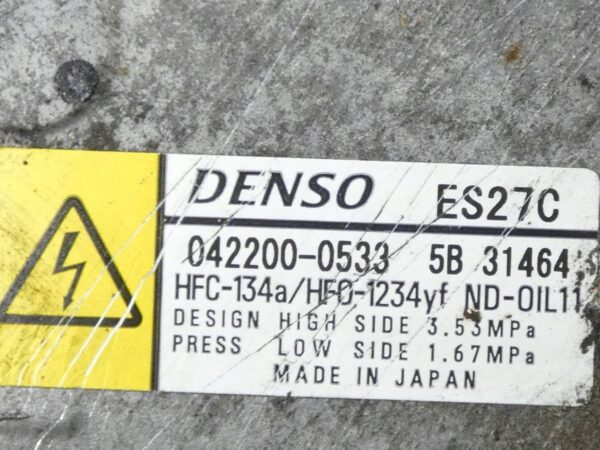 DENSO ES27C
042200-0533 5B 31464
HFC-134a/HFO-1234yf ND-OIL11
DESIGN HIGH SIDE 3.53MPa
PRESS LOW SIDE 1.67MPa
MADE IN JAPAN